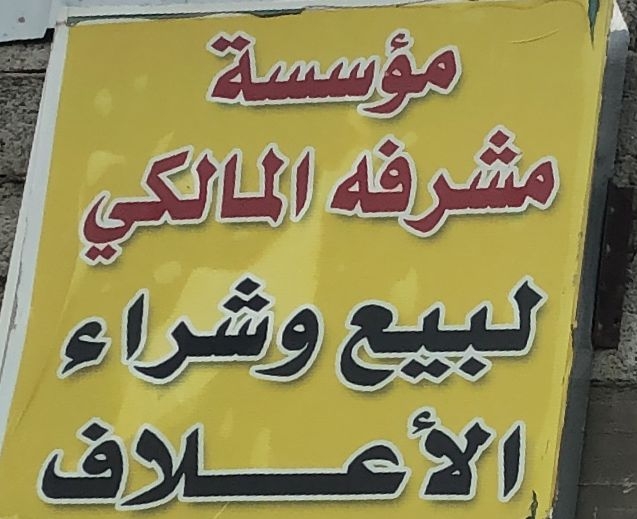 مؤسسة
مشرفه المالكي
لبيع وشراء
الأعلاف